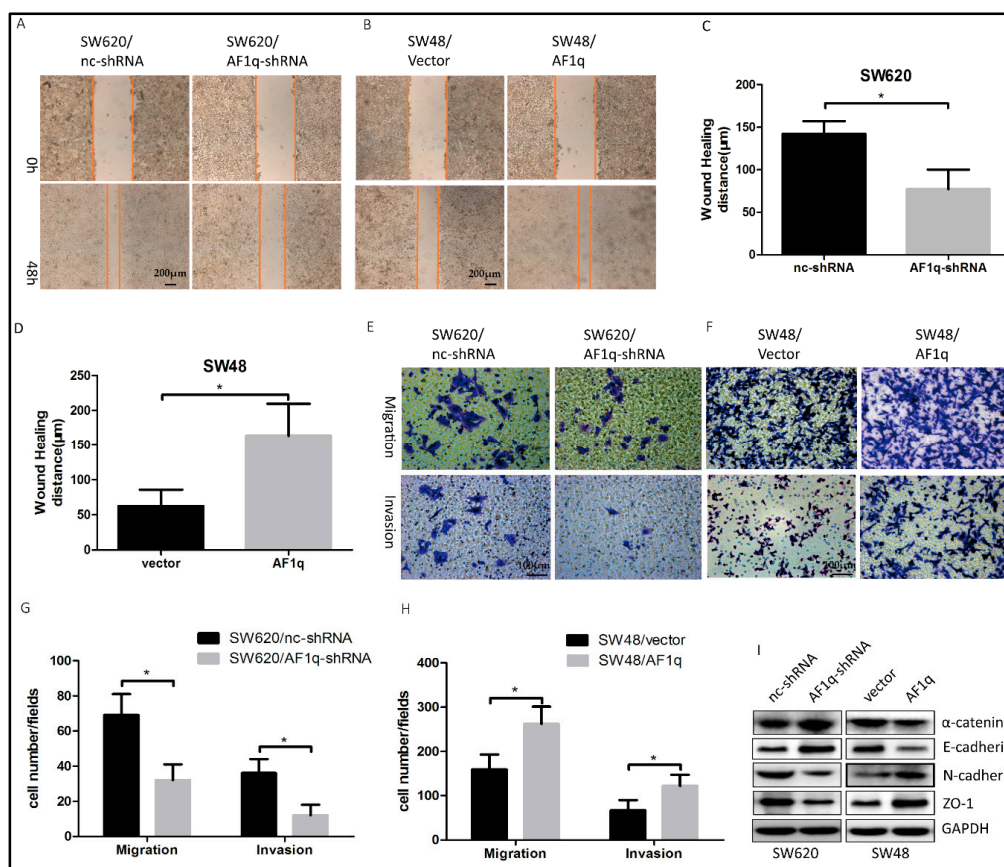 A
SW620/
nc-shRNA
SW620/
AF1q-shRNA
0h
48h
200μm
200μm
B
SW48/
Vector
SW48/
AF1q
C
SW620
*
Wound Healing
distance(μm)
200
150
100
50
0
nc-shRNA
AF1q-shRNA
D
SW48
*
Wound Healing
distance(μm)
250
200
150
100
50
0
vector
AF1q
E
SW620/
nc-shRNA
SW620/
AF1q-shRNA
Migration
Invasion
100μm
F
SW48/
Vector
SW48/
AF1q
100μm
G
SW620/nc-shRNA
SW620/AF1q-shRNA
cell number/fields
100
80
60
40
20
0
*
*
Migration
Invasion
H
SW48/vector
SW48/AF1q
cell number/fields
400
300
200
100
0
*
*
Migration
Invasion
I
nc-shRNA
AF1q-shRNA
vector
AF1q
α-catenin
E-cadheri
N-cadher
ZO-1
GAPDH
SW620
SW48